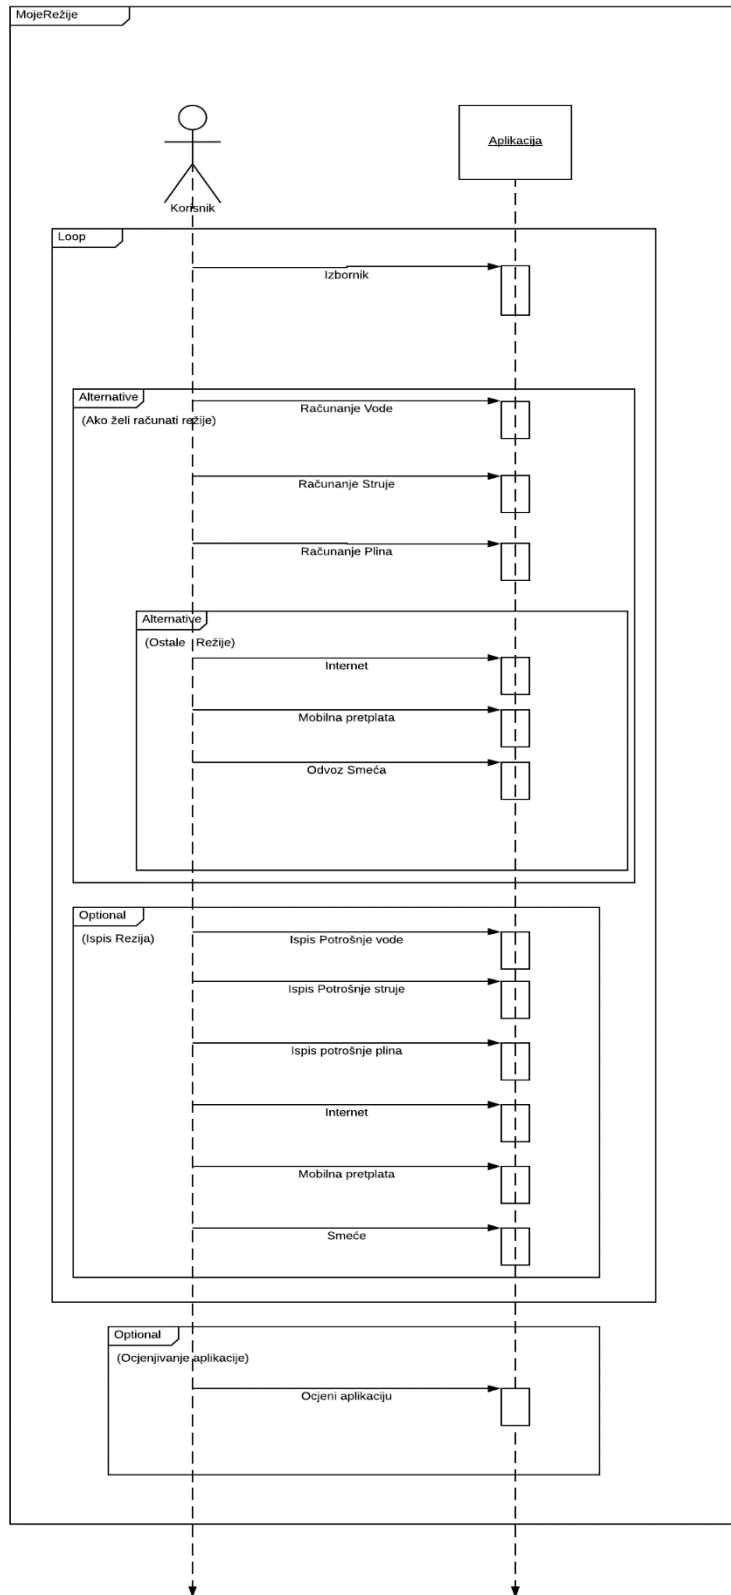 MojeRežije
Aplikacija
Korisnik
Loop
Izbornik
Alternative
(Ako želi računati režije)
Računanje Vode
Računanje Struje
Računanje Plina
Alternative
(Ostale Režije)
Internet
Mobilna pretplata
Odvoz Smeća
Optional
(Ispis Rezija)
Ispis Potrošnje vode
Ispis Potrošnje struje
Ispis potrošnje plina
Internet
Mobilna pretplata
Smeće
Optional
(Ocjenjivanje aplikacije)
Ocjeni aplikaciju